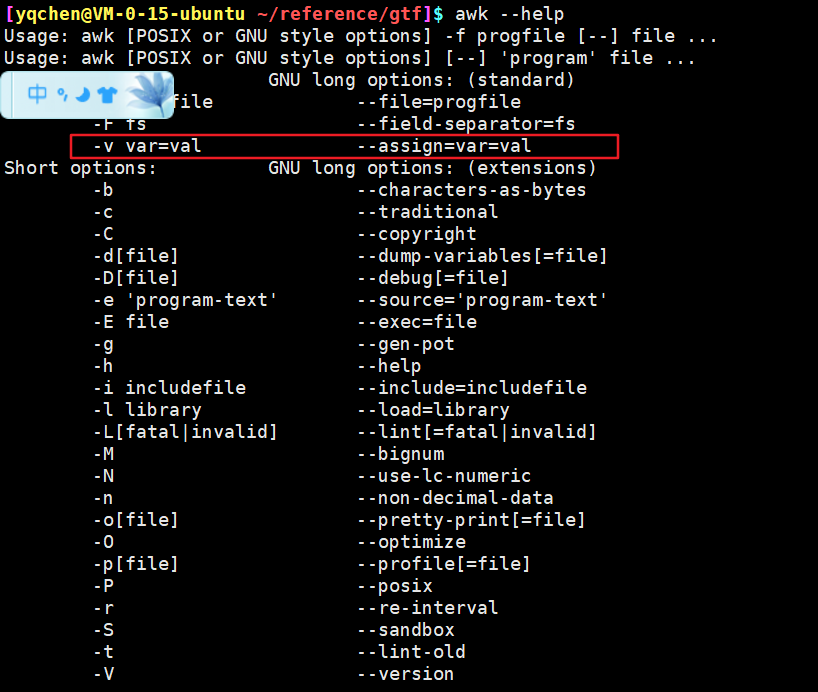 [yqchen@VM-0-15-ubuntu ~/reference/gtf]$ awk --help
Usage: awk [POSIX or GNU style options] -f progfile [--] file ...
Usage: awk [POSIX or GNU style options] [--] 'program' file ...
GNU long options: (standard)
中
file --file=progfile
-F fs --field-separator=fs
-v var=val --assign=var=val
Short options: GNU long options: (extensions)
-b --characters-as-bytes
-c --traditional
-C --copyright
-d[file] --dump-variables[=file]
-D[file] --debug[=file]
-e 'program-text' --source='program-text'
-E file --exec=file
-g --gen-pot
-h --help
-i includefile --include=includefile
-l library --load=library
-L[fatal|invalid] --lint[=fatal|invalid]
-M --bignum
-N --use-lc-numeric
-n --non-decimal-data
-o[file] --pretty-print[=file]
-O --optimize
-p[file] --profile[=file]
-P --posix
-r --re-interval
-S --sandbox
-t --lint-old
-V --version